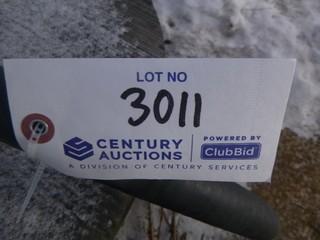 LOT NO
3011
CENTURY AUCTIONS
POWERED BY
ClubBid
A DIVISION OF CENTURY SERVICES